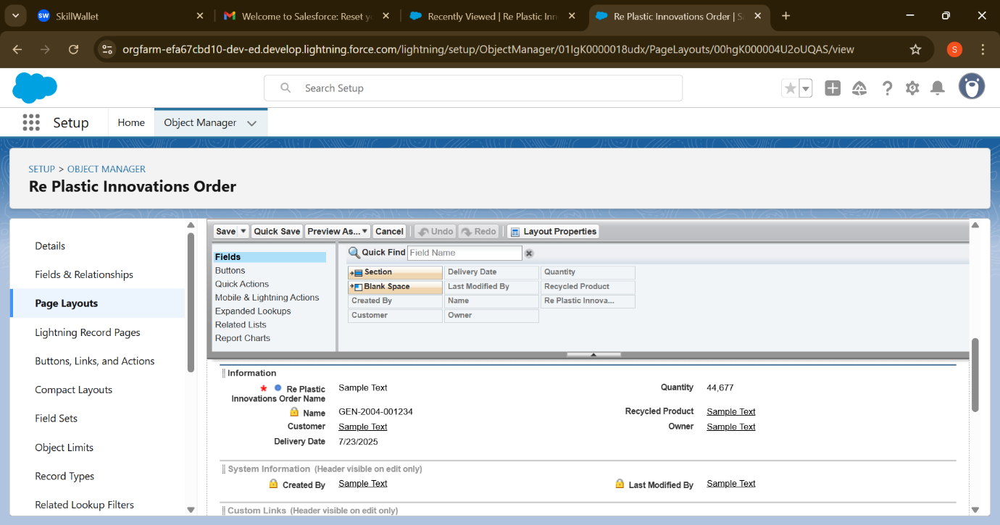 SW SkillWallet
Welcome to Salesforce: Reset y
Recently Viewed | Re Plastic Inn
Re Plastic Innovations Order | S
orgfarm-efa67cbd10-dev-ed.develop.lightning.force.com/lightning/setup/ObjectManager/01IgK0000018udx/PageLayouts/00hgK000004U2oUQAS/view
S
Search Setup
Setup
Home
Object Manager
SETUP > OBJECT MANAGER
Re Plastic Innovations Order
Details
Fields & Relationships
Page Layouts
Lightning Record Pages
Buttons, Links, and Actions
Compact Layouts
Field Sets
Object Limits
Record Types
Related Lookup Filters
Save Quick Save Preview As... Cancel Undo Redo Layout Properties
Fields
Buttons
Quick Actions
Mobile & Lightning Actions
Expanded Lookups
Related Lists
Report Charts
Quick Find Field Name
Section Delivery Date Quantity
Blank Space Last Modified By Recycled Product
Created By Name Re Plastic Innova...
Customer Owner
Information
* Re Plastic Innovations Order Name Sample Text Quantity 44,677
Name GEN-2004-001234 Recycled Product Sample Text
Customer Sample Text Owner Sample Text
Delivery Date 7/23/2025
System Information (Header visible on edit only)
Created By Sample Text Last Modified By Sample Text
Custom Links (Header visible on edit only)